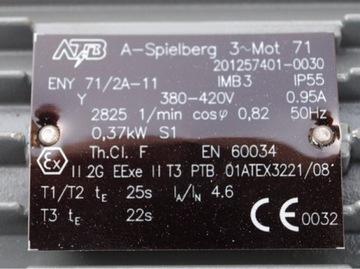 ATB A-Spielberg 3~Mot 71
201257401-0030
ENY 71/2A-11 IMB3 IP55
Y 380-420V 0.95A
2825 1/min cosφ 0,82 50Hz
0,37kW S1
Th.Cl. F EN 60034
Ex II 2G EExe II T3 PTB 01ATEX3221/08
T1/T2 tE 25s IA/IN 4.6
T3 tE 22s CE 0032